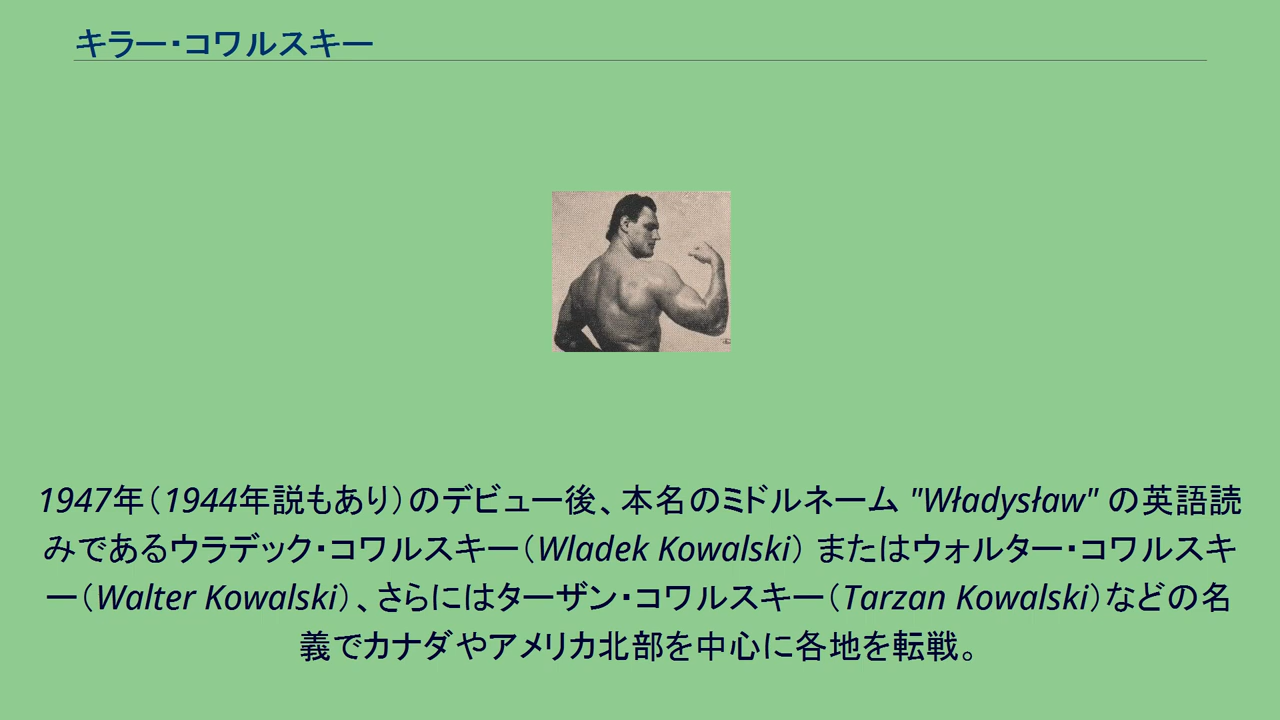 キラー・コワルスキー
1947年（1944年説もあり）のデビュー後、本名のミドルネーム "Władysław" の英語読
みであるウラデック・コワルスキー（Wladek Kowalski） またはウォルター・コワルスキ
ー（Walter Kowalski）、さらにはターザン・コワルスキー（Tarzan Kowalski）などの名
義でカナダやアメリカ北部を中心に各地を転戦。